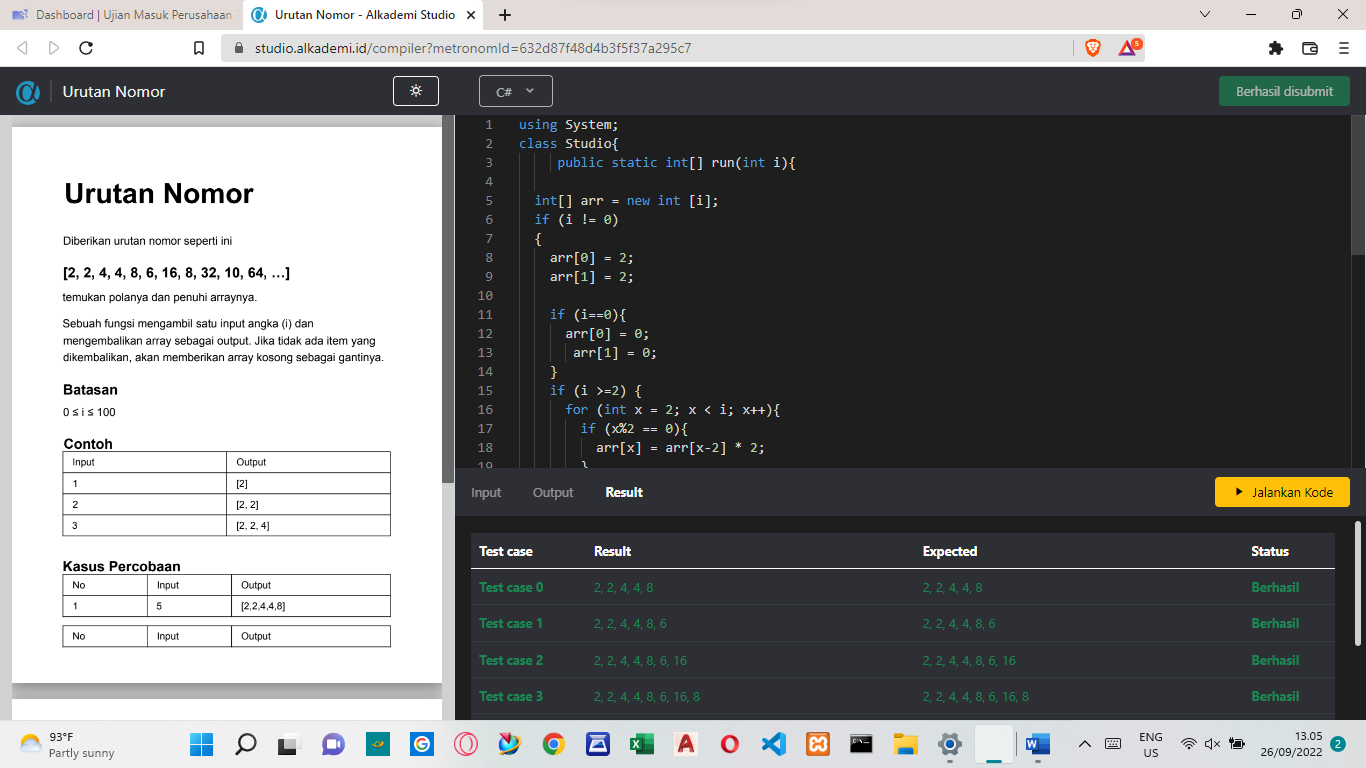 Dashboard | Ujian Masuk Perusahaan
Urutan Nomor - Alkademi Studio
studio.alkademi.id/compiler?metronomId=632d87f48d4b3f5f37a295c7
5
Urutan Nomor
C#
Berhasil disubmit
Urutan Nomor
Diberikan urutan nomor seperti ini
[2, 2, 4, 4, 8, 6, 16, 8, 32, 10, 64, …]
temukan polanya dan penuhi arraynya.
Sebuah fungsi mengambil satu input angka (i) dan
mengembalikan array sebagai output. Jika tidak ada item yang
dikembalikan, akan memberikan array kosong sebagai gantinya.
Batasan
0 ≤ i ≤ 100
Contoh
Input Output
1 [2]
2 [2, 2]
3 [2, 2, 4]
Kasus Percobaan
No Input Output
1 5 [2,2,4,4,8]
No Input Output
1 using System;
2 class Studio{
3 public static int[] run(int i){
4
5 int[] arr = new int [i];
6 if (i != 0)
7 {
8 arr[0] = 2;
9 arr[1] = 2;
10
11 if (i==0){
12 arr[0] = 0;
13 arr[1] = 0;
14 }
15 if (i >=2) {
16 for (int x = 2; x < i; x++){
17 if (x%2 == 0){
18 arr[x] = arr[x-2] * 2;
19 }
Input Output Result
Jalankan Kode
Test case Result Expected Status
Test case 0 2, 2, 4, 4, 8 2, 2, 4, 4, 8 Berhasil
Test case 1 2, 2, 4, 4, 8, 6 2, 2, 4, 4, 8, 6 Berhasil
Test case 2 2, 2, 4, 4, 8, 6, 16 2, 2, 4, 4, 8, 6, 16 Berhasil
Test case 3 2, 2, 4, 4, 8, 6, 16, 8 2, 2, 4, 4, 8, 6, 16, 8 Berhasil
93°F
Partly sunny
ENG
US
13.05
26/09/2022
2